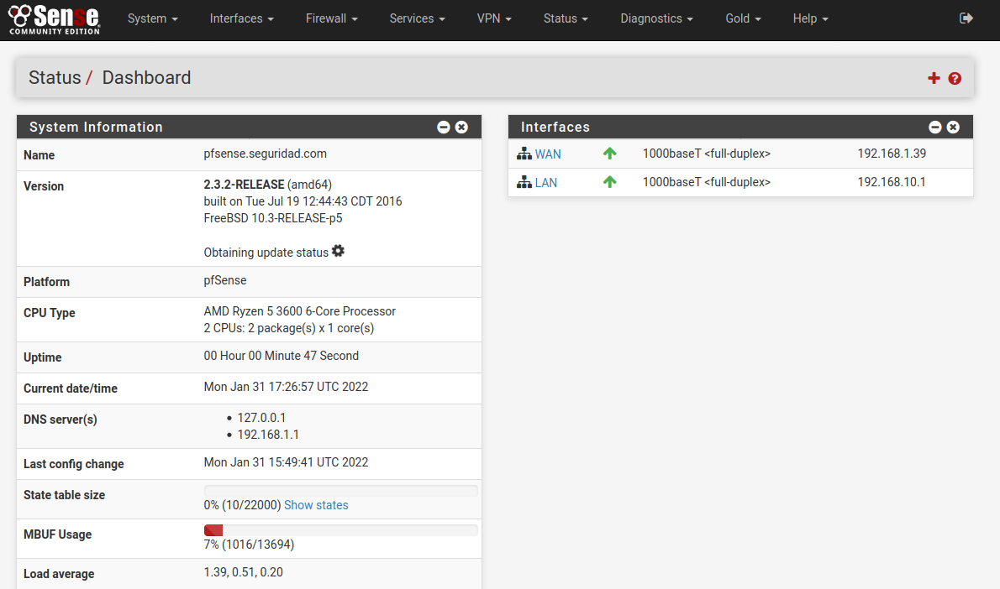 Sense
COMMUNITY EDITION
System Interfaces Firewall Services VPN Status Diagnostics Gold Help
Status / Dashboard
System Information
Name pfsense.seguridad.com
Version 2.3.2-RELEASE (amd64)
built on Tue Jul 19 12:44:43 CDT 2016
FreeBSD 10.3-RELEASE-p5
Obtaining update status
Platform pfSense
CPU Type AMD Ryzen 5 3600 6-Core Processor
2 CPUs: 2 package(s) x 1 core(s)
Uptime 00 Hour 00 Minute 47 Second
Current date/time Mon Jan 31 17:26:57 UTC 2022
DNS server(s) • 127.0.0.1
• 192.168.1.1
Last config change Mon Jan 31 15:49:41 UTC 2022
State table size 0% (10/22000) Show states
MBUF Usage 7% (1016/13694)
Load average 1.39, 0.51, 0.20
Interfaces
WAN 1000baseT <full-duplex> 192.168.1.39
LAN 1000baseT <full-duplex> 192.168.10.1